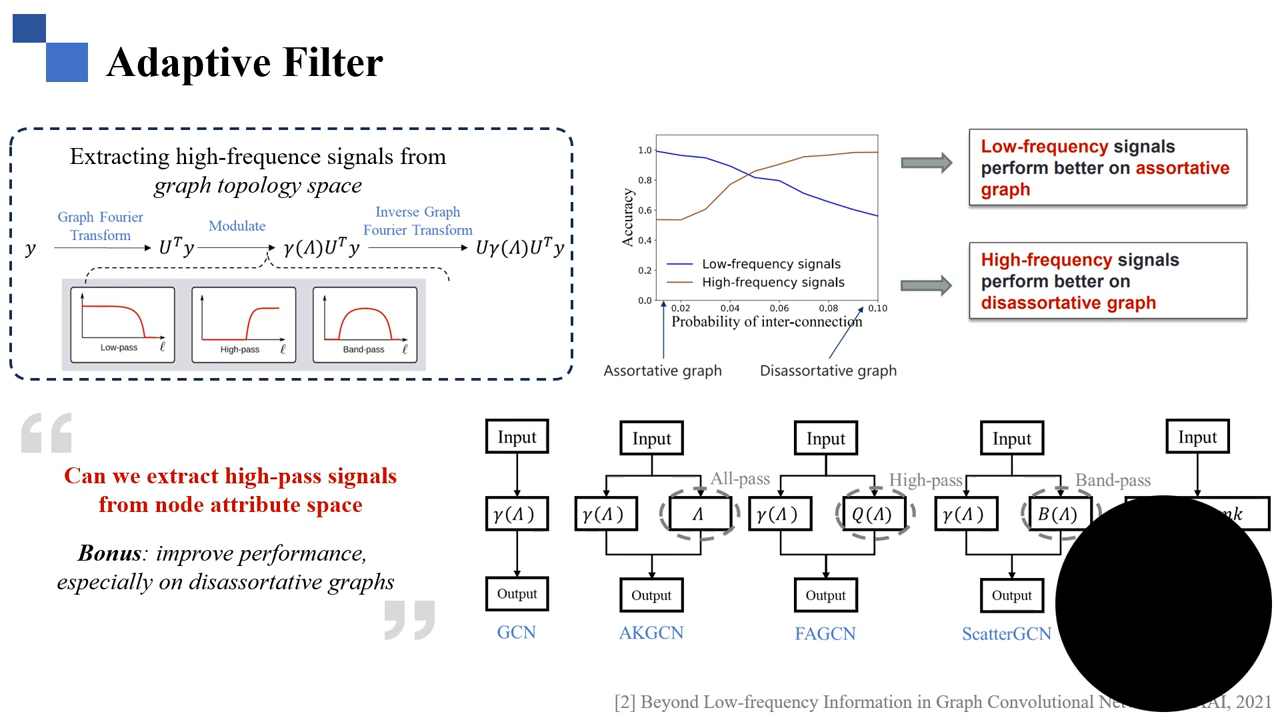 Adaptive Filter
Extracting high-frequence signals from
graph topology space
Graph Fourier
Transform
Modulate
Inverse Graph
Fourier Transform
y
Uᵀy
γ(Λ)Uᵀy
Uγ(Λ)Uᵀy
Low-pass
ℓ
High-pass
ℓ
Band-pass
ℓ
Accuracy
1.0
0.8
0.6
0.4
0.2
0.0
Low-frequency signals
High-frequency signals
0.02
0.04
0.06
0.08
0.10
Probability of inter-connection
Assortative graph
Disassortative graph
Low-frequency signals
perform better on assortative
graph
High-frequency signals
perform better on
disassortative graph
“
Can we extract high-pass signals
from node attribute space
Bonus: improve performance,
especially on disassortative graphs
”
Input
γ(Λ)
Output
GCN
Input
All-pass
γ(Λ)
Λ
Output
AKGCN
Input
High-pass
γ(Λ)
Q(Λ)
Output
FAGCN
Input
Band-pass
γ(Λ)
B(Λ)
Output
ScatterGCN
Input
[2] Beyond Low-frequency Information in Graph Convolutional 2021